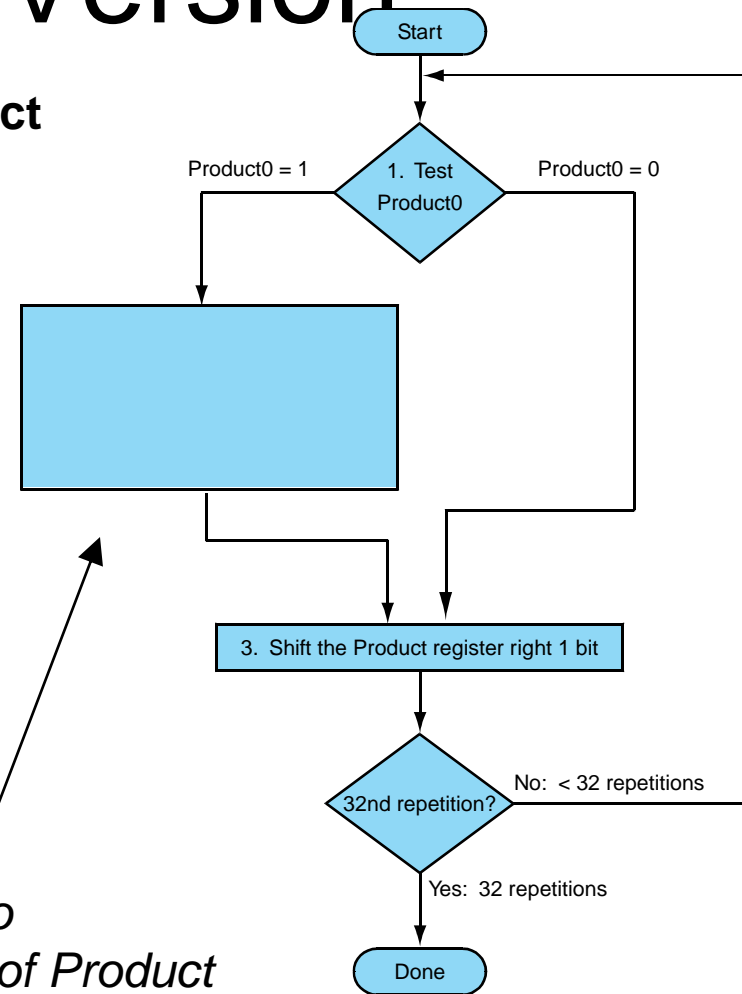 Version
Start
ct
Product0 = 1
1. Test
Product0
Product0 = 0
3. Shift the Product register right 1 bit
32nd repetition?
No: < 32 repetitions
Yes: 32 repetitions
o
of Product
Done